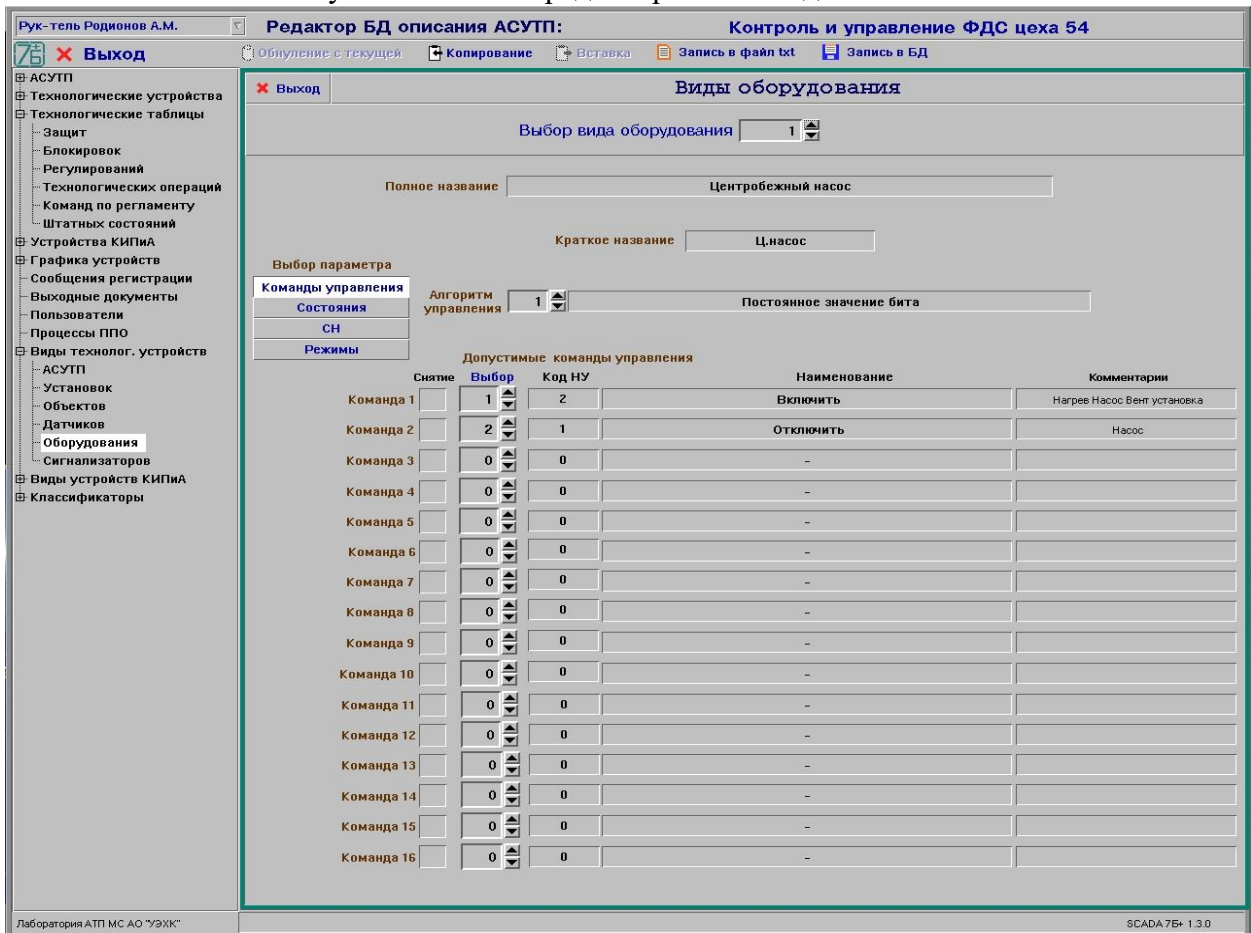 Рук-тель Родионов А.М.
Редактор БД описания АСУТП:
Контроль и управление ФДС цеха 54
7Б Выход
Обнуление с текущей
Копирование
Вставка
Запись в файл txt
Запись в БД
АСУТП
Технологические устройства
Технологические таблицы
Защит
Блокировок
Регулирований
Технологических операций
Команд по регламенту
Штатных состояний
Устройства КИПиА
Графика устройств
Сообщения регистрации
Выходные документы
Пользователи
Процессы ППО
Виды технолог. устройств
АСУТП
Установок
Объектов
Датчиков
Оборудования
Сигнализаторов
Виды устройств КИПиА
Классификаторы
Выход
Виды оборудования
Выбор вида оборудования 1
Полное название Центробежный насос
Краткое название Ц.насос
Выбор параметра
Команды управления
Состояния
СН
Режимы
Алгоритм управления 1 Постоянное значение бита
Допустимые команды управления
Снятие Выбор Код НУ Наименование Комментарии
Команда 1 1 2 Включить Нагрев Насос Вент установка
Команда 2 2 1 Отключить Насос
Команда 3 0 0 -
Команда 4 0 0 -
Команда 5 0 0 -
Команда 6 0 0 -
Команда 7 0 0 -
Команда 8 0 0 -
Команда 9 0 0 -
Команда 10 0 0 -
Команда 11 0 0 -
Команда 12 0 0 -
Команда 13 0 0 -
Команда 14 0 0 -
Команда 15 0 0 -
Команда 16 0 0 -
Лаборатория АТП МС АО "УЭХК"
SCADA 7Б+ 1.3.0